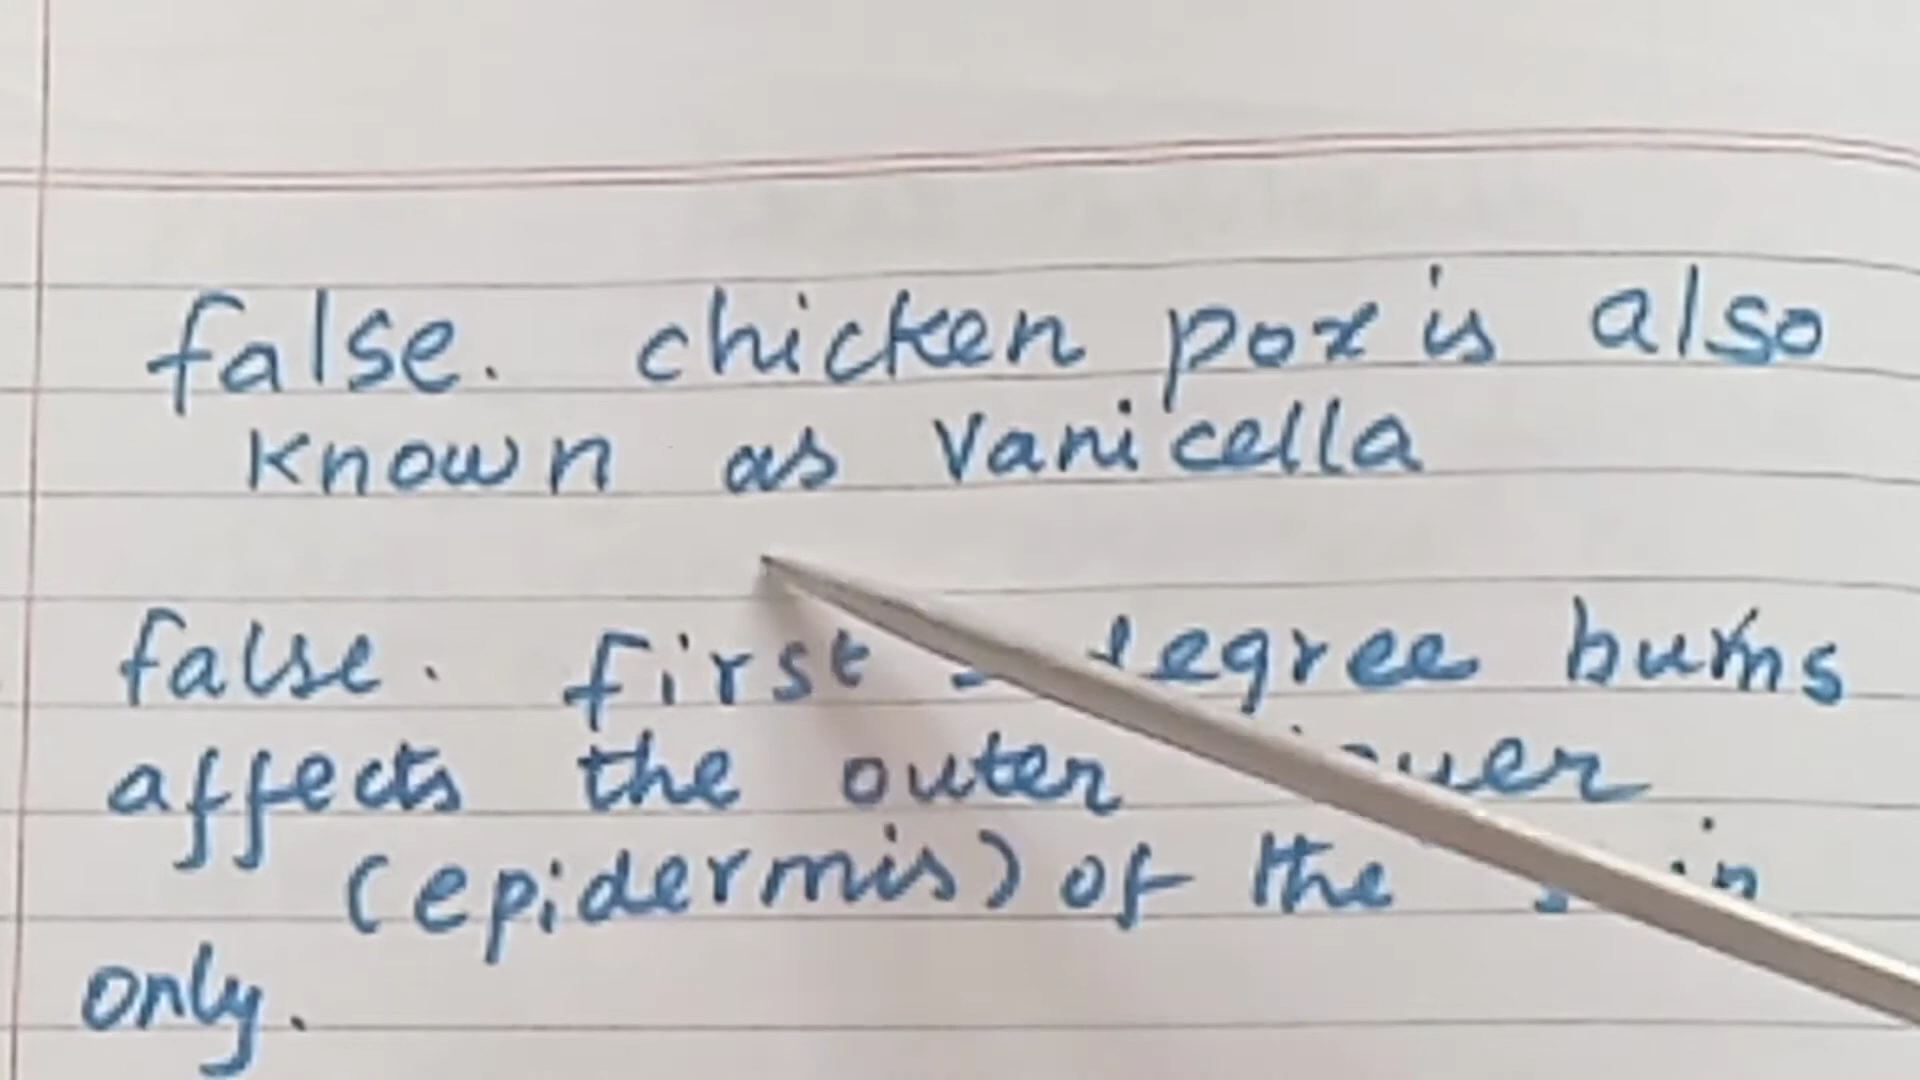 false. chicken pox is also
known as Varicella
false. first degree burns
affects the outer
(epidermis) of the
only.